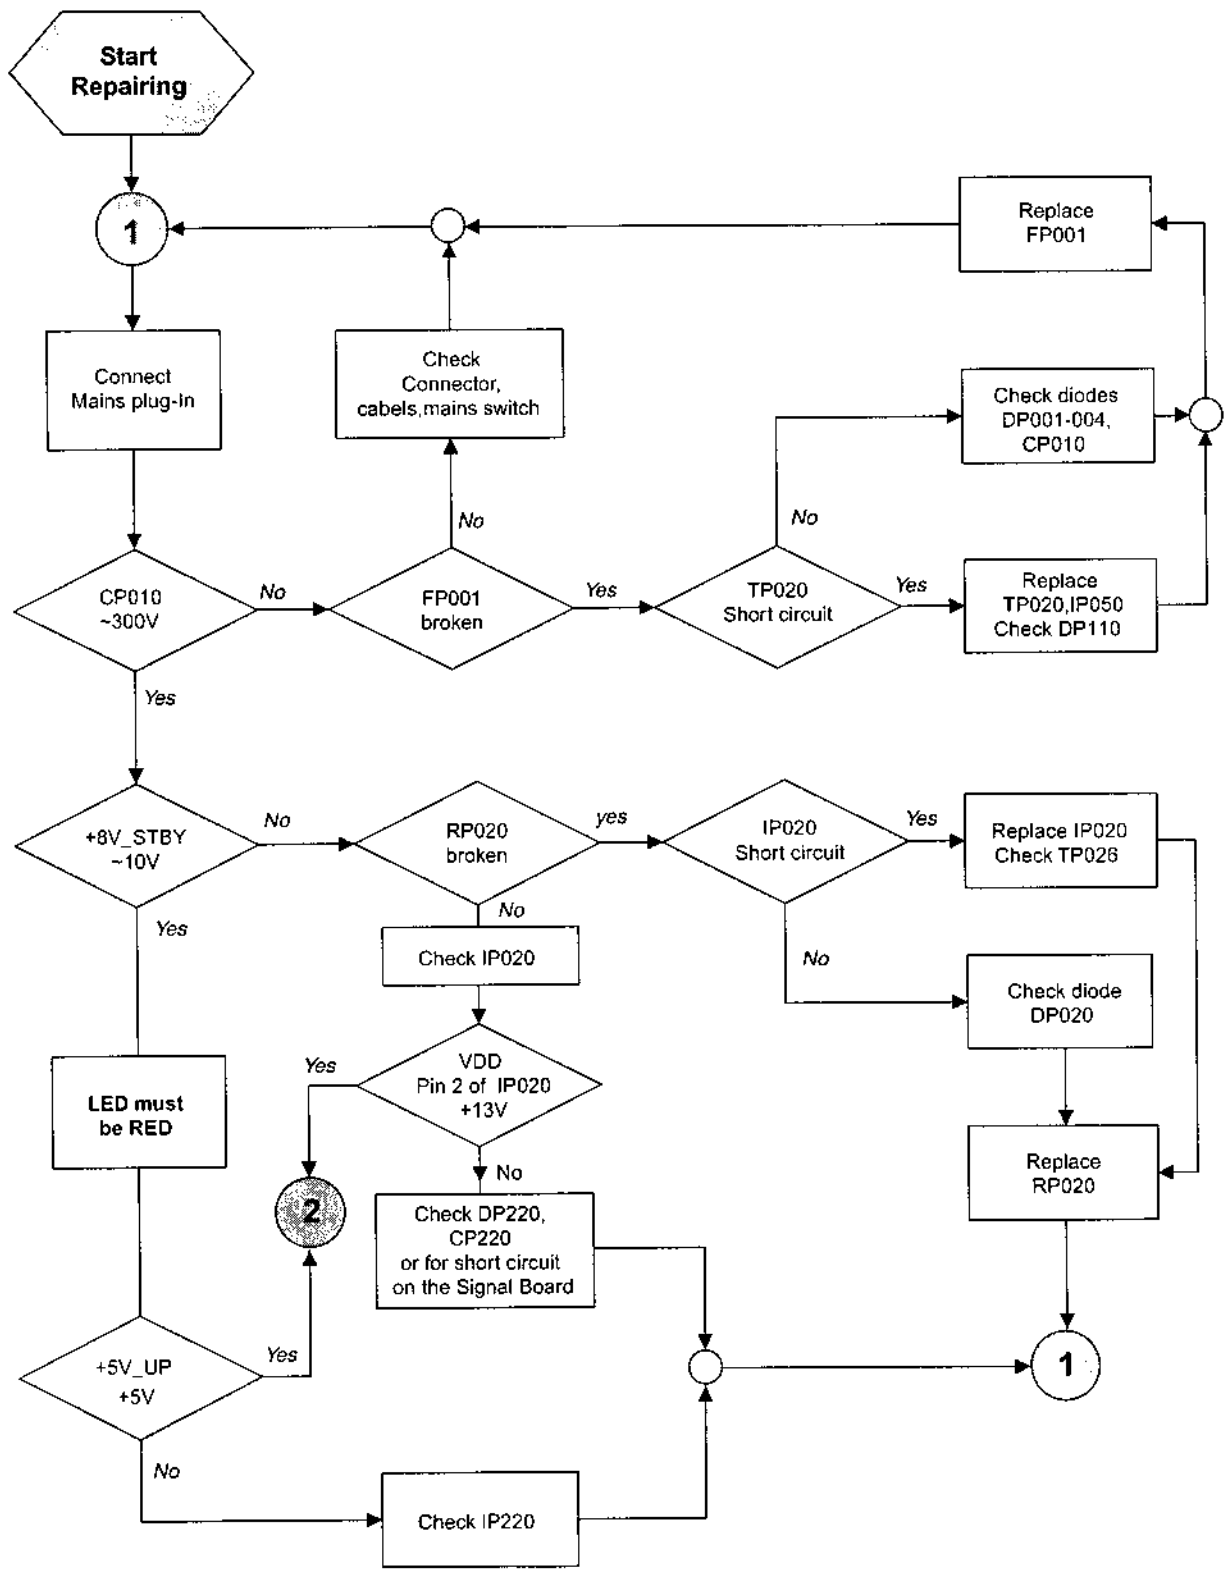 Start
Repairing
1
Replace
FP001
Connect
Mains plug-in
Check
Connector,
cabels,mains switch
Check diodes
DP001-004,
CP010
No
No
CP010
~300V
No
FP001
broken
Yes
TP020
Short circuit
Yes
Replace
TP020,IP050
Check DP110
Yes
+8V_STBY
~10V
No
RP020
broken
yes
IP020
Short circuit
Yes
Replace IP020
Check TP026
Yes
No
Check IP020
No
Check diode
DP020
LED must
be RED
Yes
VDD
Pin 2 of IP020
+13V
No
2
Check DP220,
CP220
or for short circuit
on the Signal Board
Replace
RP020
+5V_UP
+5V
Yes
1
No
Check IP220